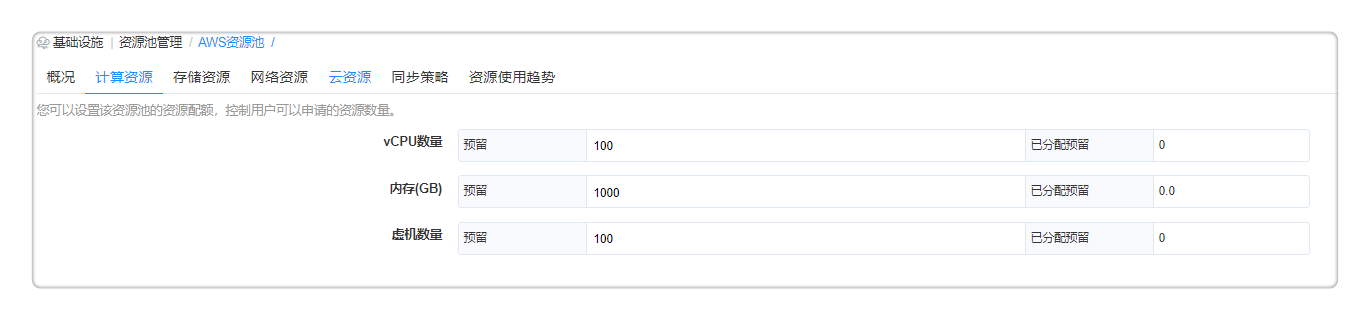 基础设施 | 资源池管理 / AWS资源池 /
概况 计算资源 存储资源 网络资源 云资源 同步策略 资源使用趋势
您可以设置该资源池的资源配额，控制用户可以申请的资源数量。
vCPU数量 预留 100 已分配预留 0
内存(GB) 预留 1000 已分配预留 0.0
虚机数量 预留 100 已分配预留 0